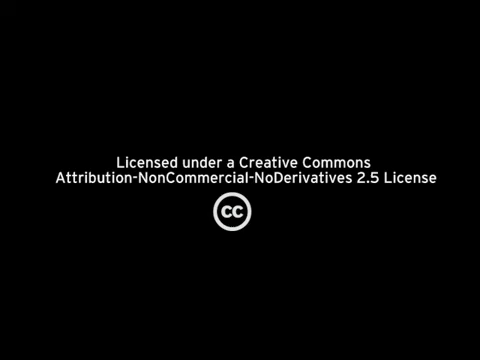 Licensed under a Creative Commons
Attribution-NonCommercial-NoDerivatives 2.5 License
cc